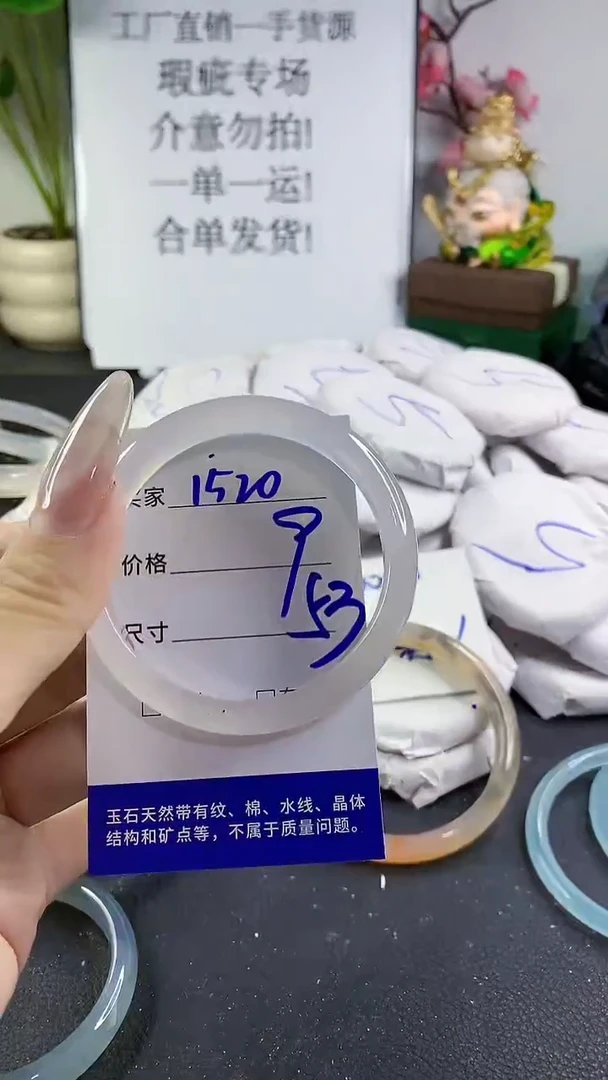 工厂直销一手货源
瑕疵专场
介意勿拍!
一单一运!
合单发货!
买家 1520
价格
尺寸 53
玉石天然带有纹、棉、水线、晶体
结构和矿点等，不属于质量问题。